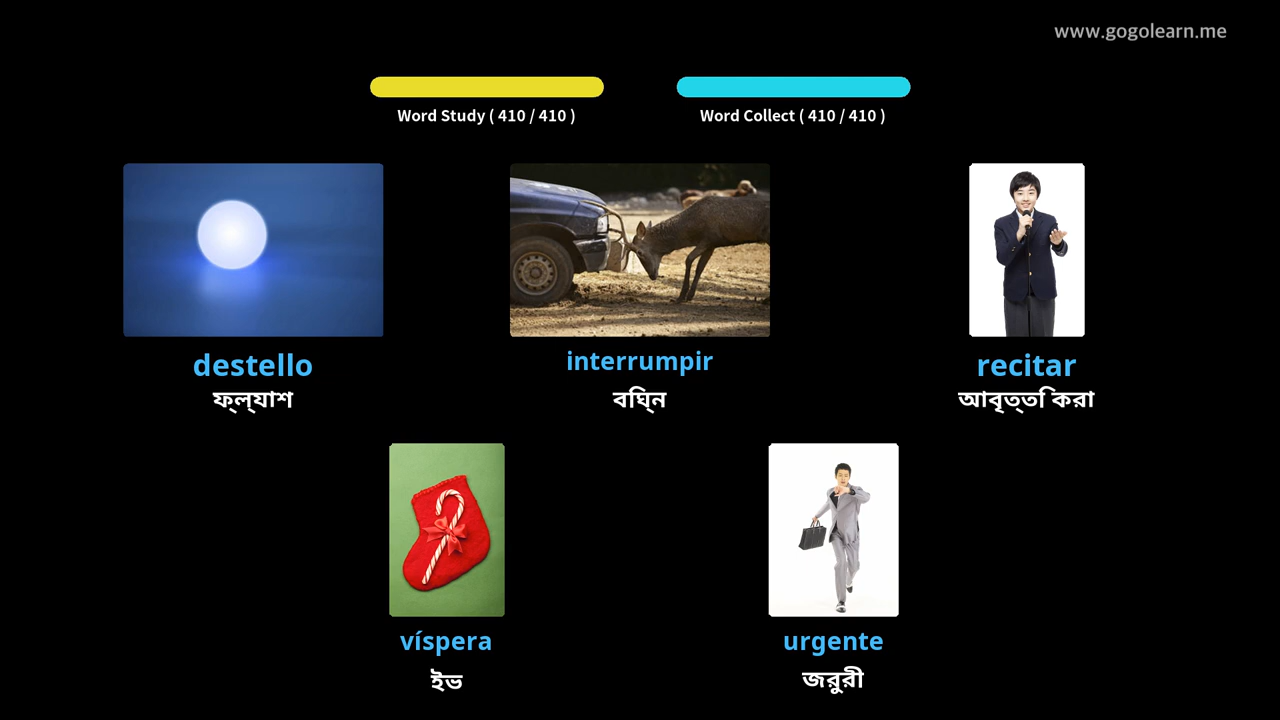 www.gogolearn.me
Word Study ( 410 / 410 )
Word Collect ( 410 / 410 )
destello
interrumpir
recitar
ফ্ল্যাশ
বিঘ্ন
আবৃত্তি করা
víspera
urgente
ইভ
জরুরী